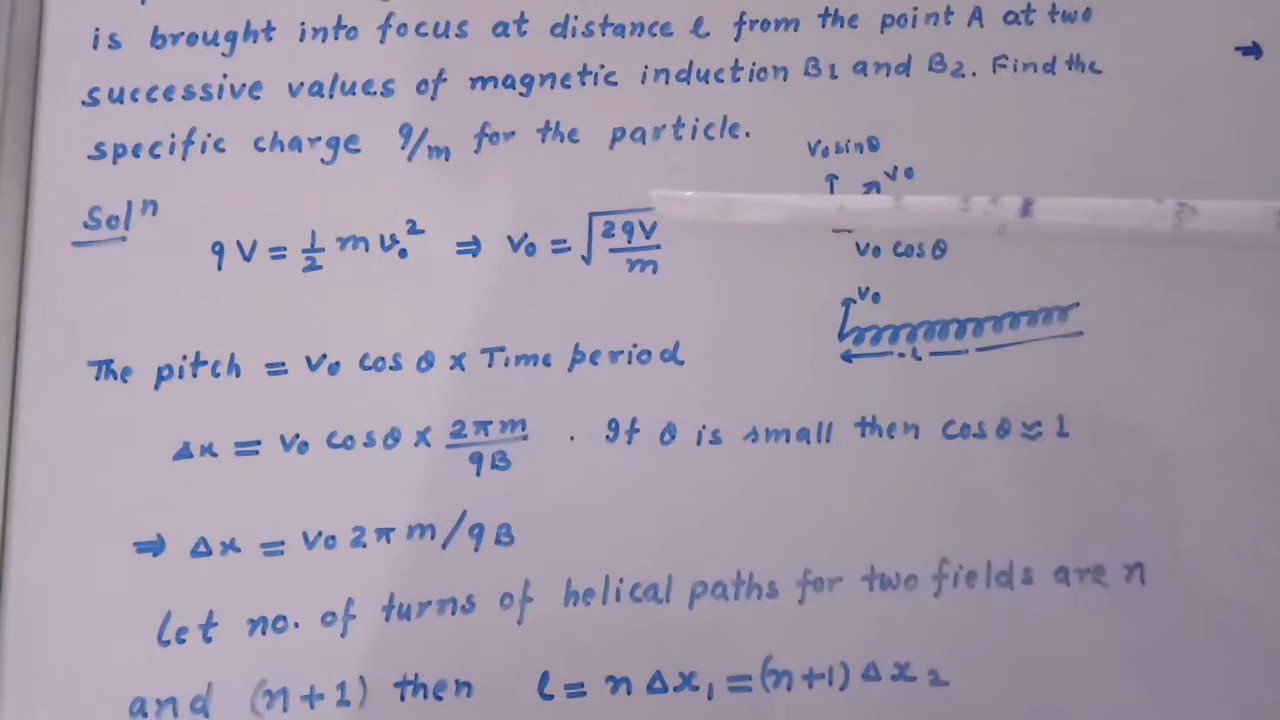 is brought into focus at distance l from the point A at two
successive values of magnetic induction B1 and B2. Find the
specific charge q/m for the particle.
v0 sinθ
v0
Solⁿ
qV = 1/2 m v0² ⇒ v0 = √(2qV/m)
v0 cosθ
v0
l
The pitch = v0 cosθ x Time period
Δx = v0 cosθ x 2πm/qB . If θ is small then cosθ ≈ 1
⇒ Δx = v0 2πm/qB
Let no. of turns of helical paths for two fields are n
and (n+1) then l = n Δx1 = (n+1) Δx2